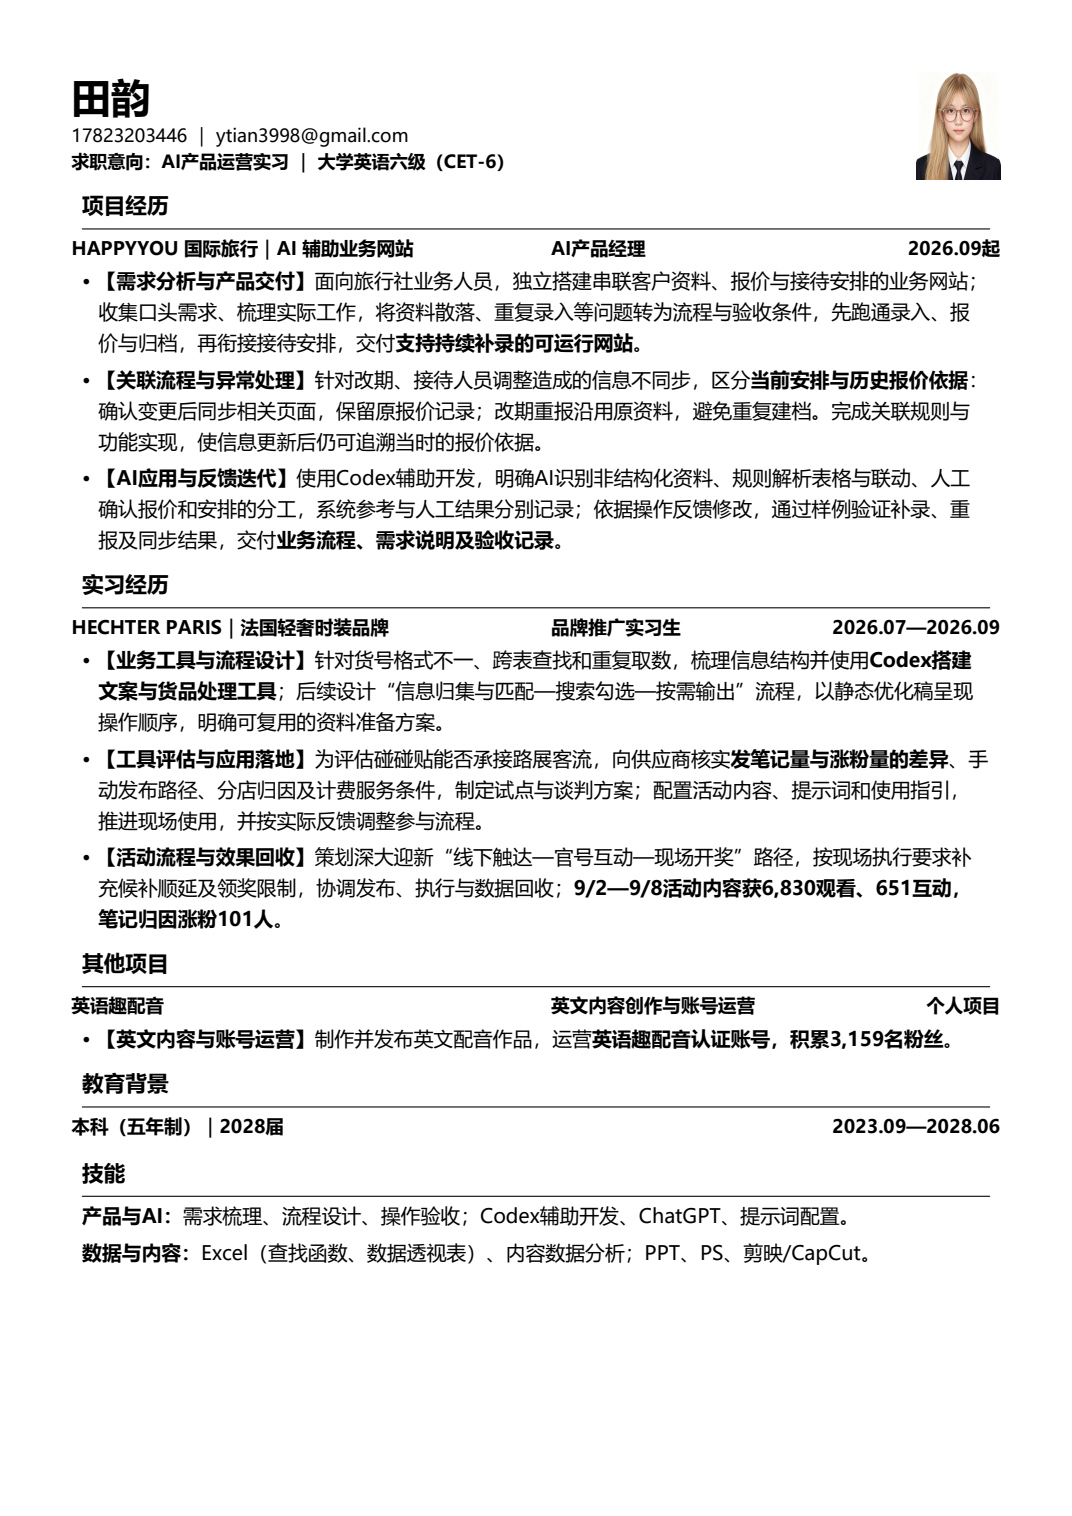 田韵
17823203446 | ytian3998@gmail.com
求职意向：AI产品运营实习 | 大学英语六级（CET-6）
项目经历
HAPPYYOU 国际旅行 | AI 辅助业务网站 AI产品经理 2026.09起
• 【需求分析与产品交付】面向旅行社业务人员，独立搭建串联客户资料、报价与接待安排的业务网站；
收集口头需求、梳理实际工作，将资料散落、重复录入等问题转为流程与验收条件，先跑通录入、报
价与归档，再衔接接待安排，交付支持持续补录的可运行网站。
• 【关联流程与异常处理】针对改期、接待人员调整造成的信息不同步，区分当前安排与历史报价依据：
确认变更后同步相关页面，保留原报价记录；改期重报沿用原资料，避免重复建档。完成关联规则与
功能实现，使信息更新后仍可追溯当时的报价依据。
• 【AI应用与反馈迭代】使用Codex辅助开发，明确AI识别非结构化资料、规则解析表格与联动、人工
确认报价和安排的分工，系统参考与人工结果分别记录；依据操作反馈修改，通过样例验证补录、重
报及同步结果，交付业务流程、需求说明及验收记录。
实习经历
HECHTER PARIS | 法国轻奢时装品牌 品牌推广实习生 2026.07—2026.09
• 【业务工具与流程设计】针对货号格式不一、跨表查找和重复取数，梳理信息结构并使用Codex搭建
文案与货品处理工具；后续设计“信息归集与匹配—搜索勾选—按需输出”流程，以静态优化稿呈现
操作顺序，明确可复用的资料准备方案。
• 【工具评估与应用落地】为评估碰碰贴能否承接路展客流，向供应商核实发笔记量与涨粉量的差异、手
动发布路径、分店归因及计费服务条件，制定试点与谈判方案；配置活动内容、提示词和使用指引，
推进现场使用，并按实际反馈调整参与流程。
• 【活动流程与效果回收】策划深大迎新“线下触达—官号互动—现场开奖”路径，按现场执行要求补
充候补顺延及领奖限制，协调发布、执行与数据回收；9/2—9/8活动内容获6,830观看、651互动，
笔记归因涨粉101人。
其他项目
英语趣配音 英文内容创作与账号运营 个人项目
• 【英文内容与账号运营】制作并发布英文配音作品，运营英语趣配音认证账号，积累3,159名粉丝。
教育背景
本科（五年制） | 2028届 2023.09—2028.06
技能
产品与AI：需求梳理、流程设计、操作验收；Codex辅助开发、ChatGPT、提示词配置。
数据与内容：Excel（查找函数、数据透视表）、内容数据分析；PPT、PS、剪映/CapCut。